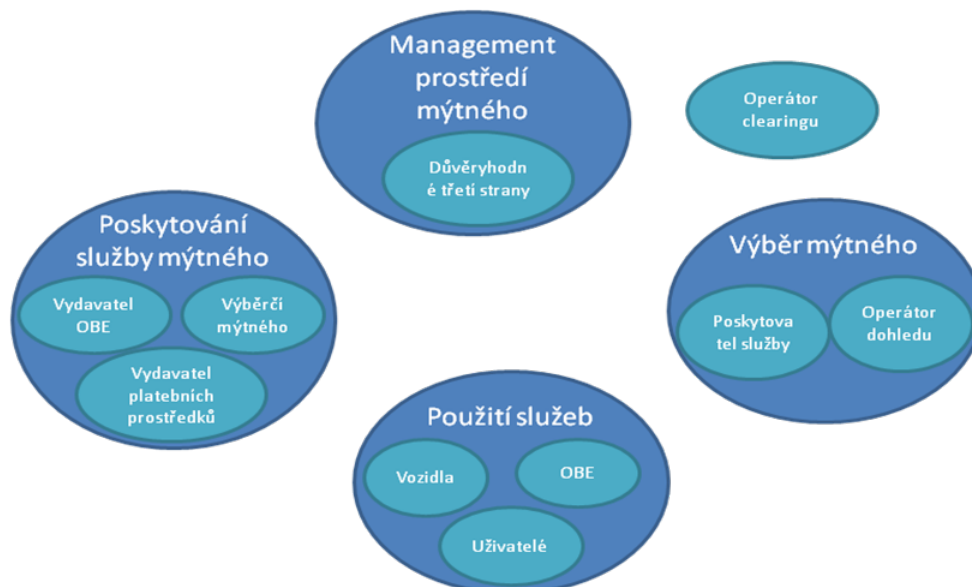 Management
prostředí
mýtného
Důvěryhodn
é třetí strany
Operátor
clearingu
Poskytování
služby mýtného
Vydavatel
OBE
Výběrčí
mýtného
Vydavatel
platebních
prostředků
Výběr mýtného
Poskytova
tel služby
Operátor
dohledu
Použití služeb
Vozidla
OBE
Uživatelé